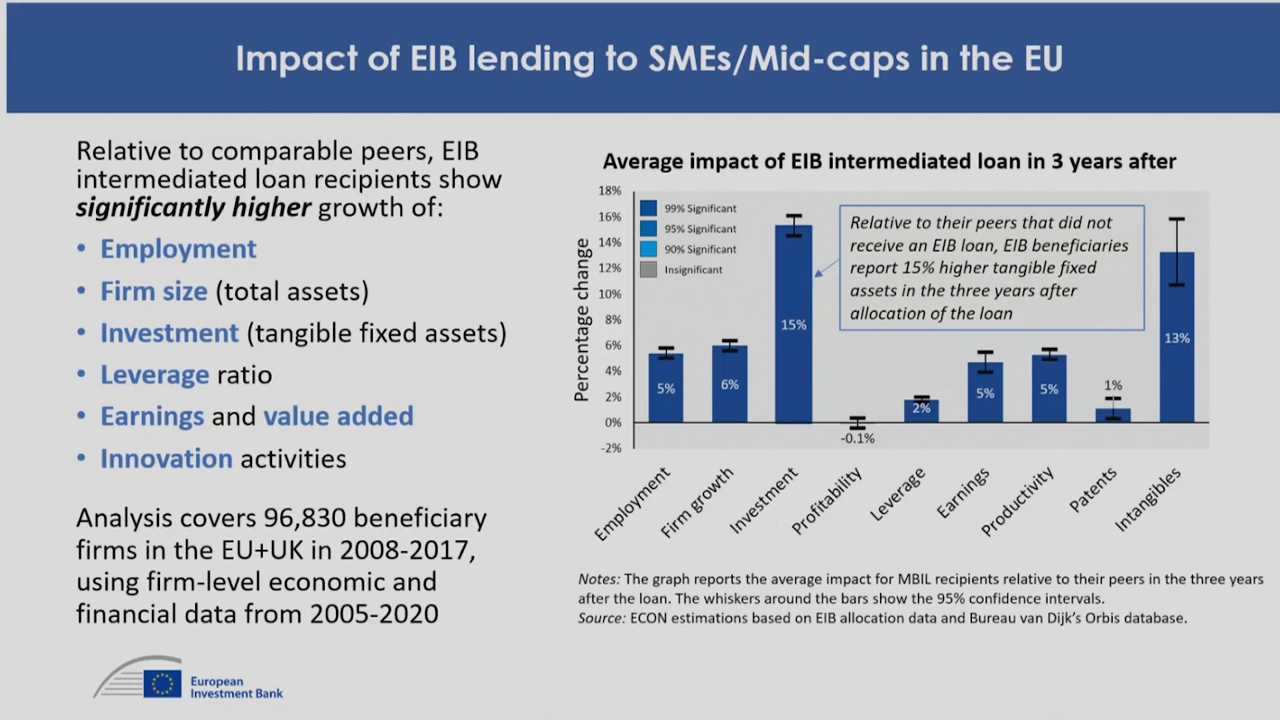 Impact of EIB lending to SMEs/Mid-caps in the EU
Relative to comparable peers, EIB
intermediated loan recipients show
significantly higher growth of:
• Employment
• Firm size (total assets)
• Investment (tangible fixed assets)
• Leverage ratio
• Earnings and value added
• Innovation activities
Analysis covers 96,830 beneficiary
firms in the EU+UK in 2008-2017,
using firm-level economic and
financial data from 2005-2020
European
Investment Bank
Average impact of EIB intermediated loan in 3 years after
Percentage change
18%
16%
14%
12%
10%
8%
6%
4%
2%
0%
-2%
99% Significant
95% Significant
90% Significant
Insignificant
Relative to their peers that did not
receive an EIB loan, EIB beneficiaries
report 15% higher tangible fixed
assets in the three years after
allocation of the loan
5%
6%
15%
-0.1%
2%
5%
5%
1%
13%
Employment
Firm growth
Investment
Profitability
Leverage
Earnings
Productivity
Patents
Intangibles
Notes: The graph reports the average impact for MBIL recipients relative to their peers in the three years
after the loan. The whiskers around the bars show the 95% confidence intervals.
Source: ECON estimations based on EIB allocation data and Bureau van Dijk's Orbis database.